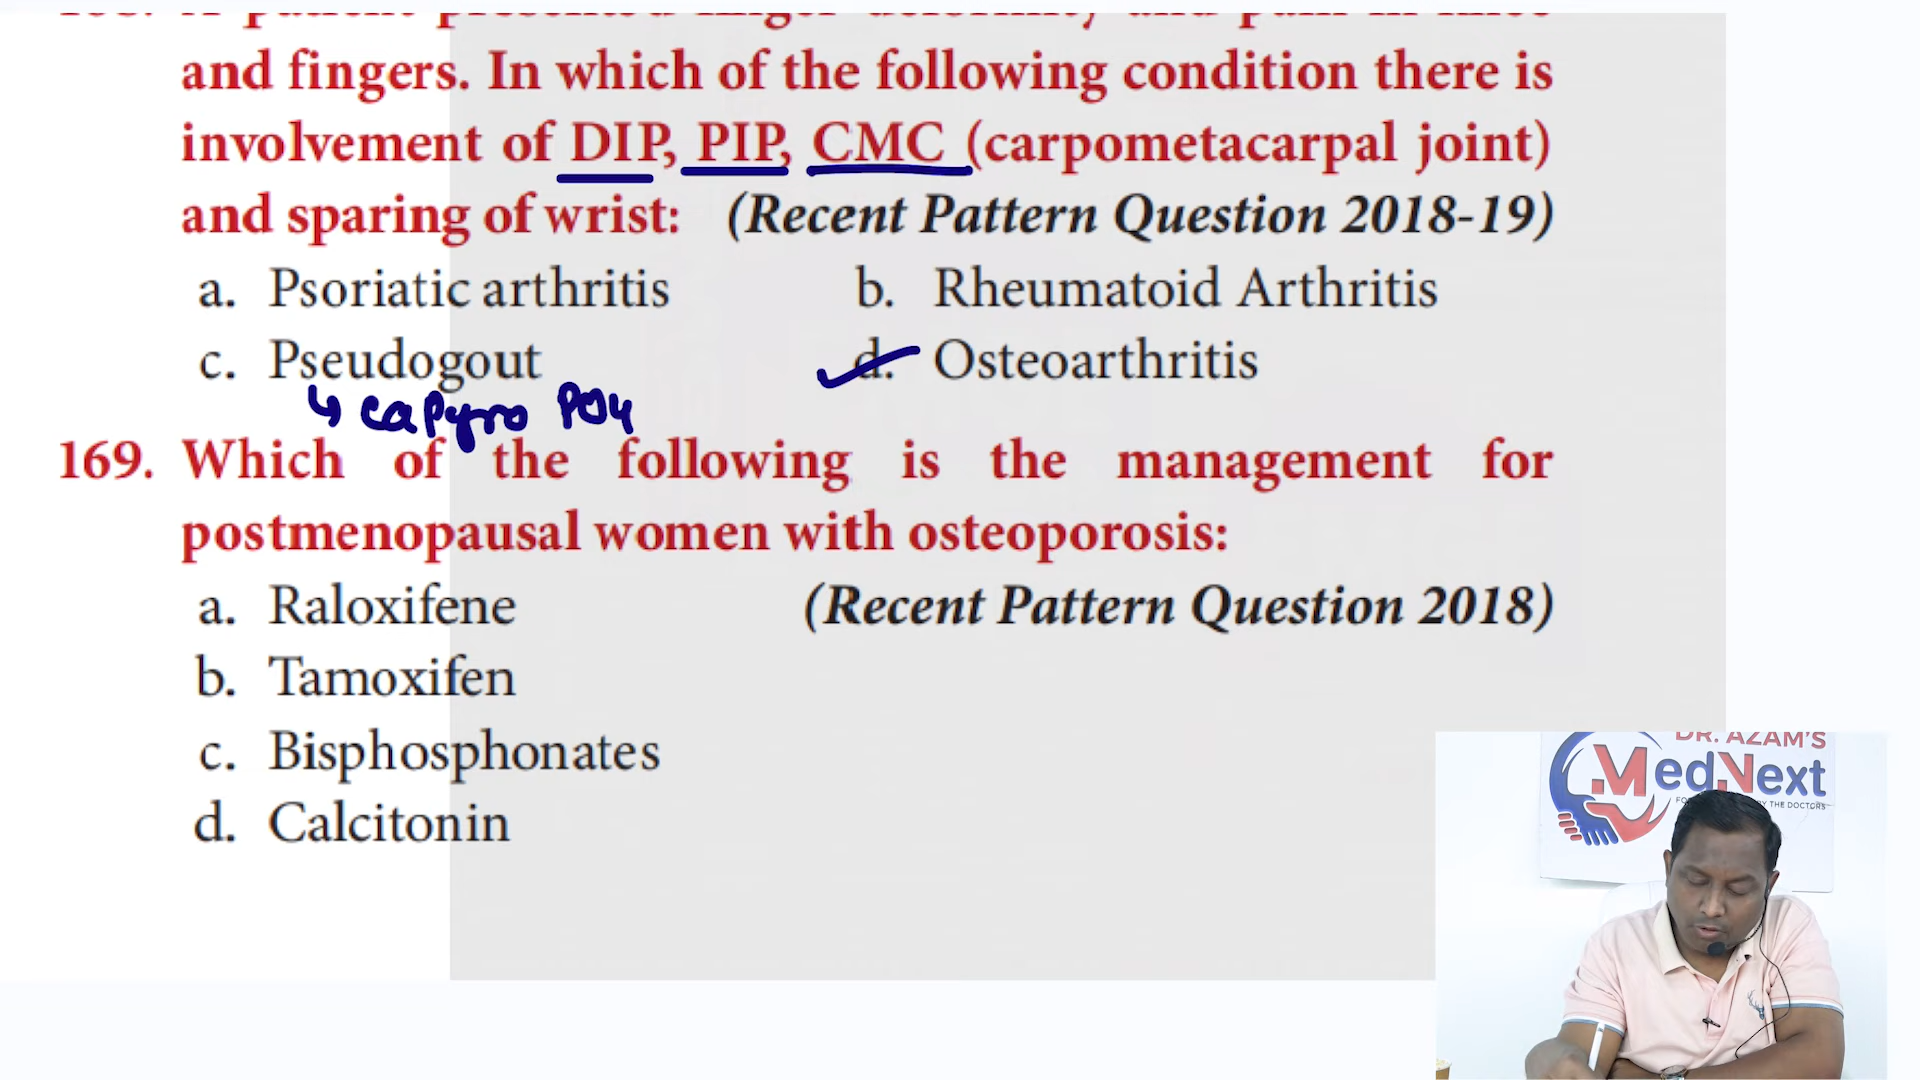 and fingers. In which of the following condition there is
involvement of DIP, PIP, CMC (carpometacarpal joint)
and sparing of wrist: (Recent Pattern Question 2018-19)
a. Psoriatic arthritis b. Rheumatoid Arthritis
c. Pseudogout d. Osteoarthritis
↳ Ca Pyro PO4
169. Which of the following is the management for
postmenopausal women with osteoporosis:
a. Raloxifene (Recent Pattern Question 2018)
b. Tamoxifen
c. Bisphosphonates
d. Calcitonin
DR. AZAM'S
MedNext
BY THE DOCTORS